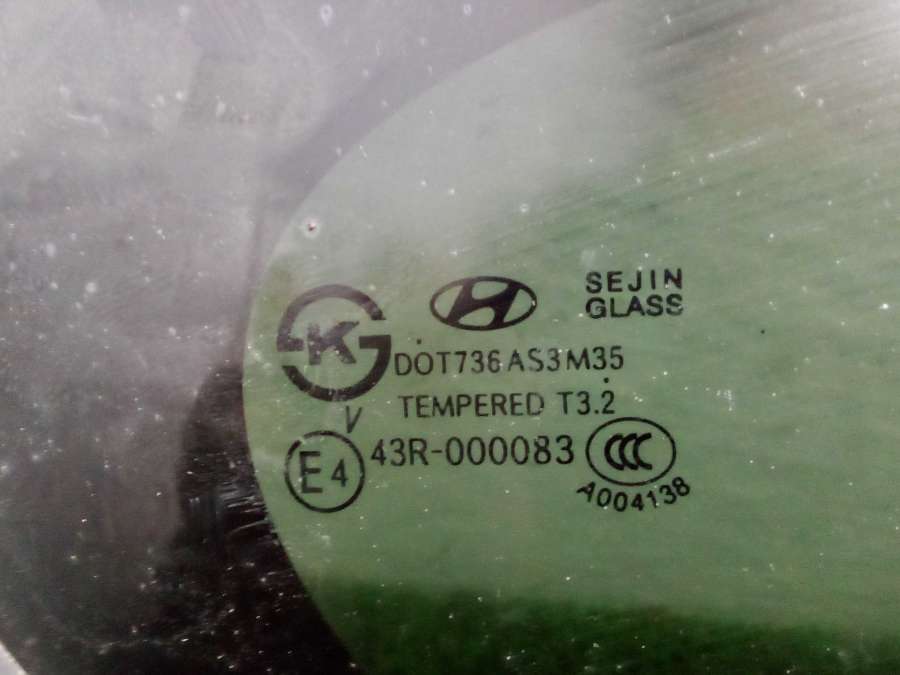 SEJIN
GLASS
K
DOT736 AS3 M35
TEMPERED T3.2
V
E4
43R-000083
CCC
A004138